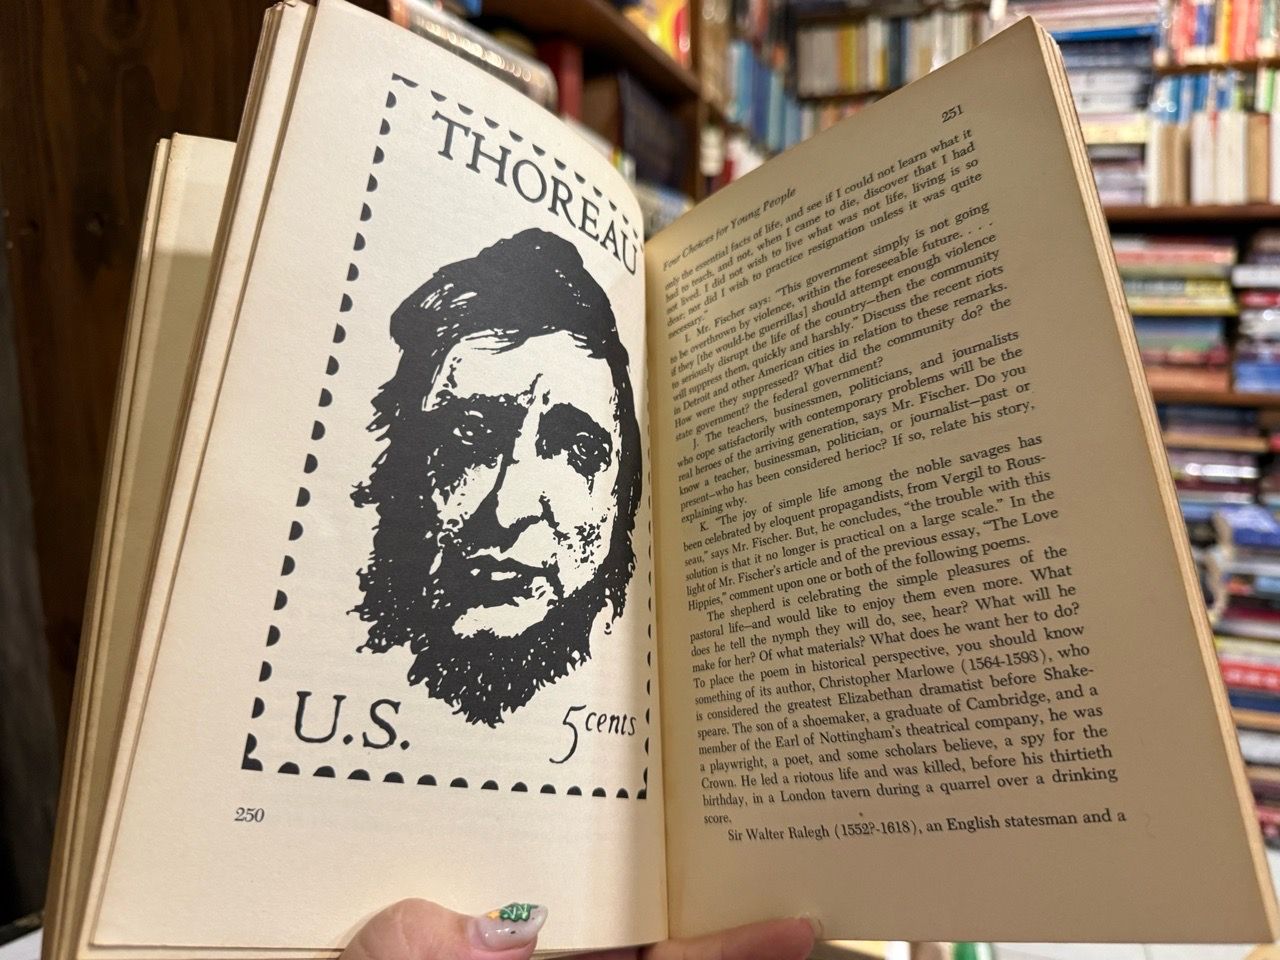 THOREAU
U.S.
5 cents
250
251
Four Choices for Young People
only the essential facts of life, and see if I could not learn what it
had to teach, and not, when I came to die, discover that I had
not lived. I did not wish to live what was not life, living is so
dear; nor did I wish to practice resignation unless it was quite
necessary."
I. Mr. Fischer says: "This government simply is not going
to be overthrown by violence, within the foreseeable future. . . .
if they [the would-be guerrillas] should attempt enough violence
to seriously disrupt the life of the country—then the community
will suppress them, quickly and harshly." Discuss the recent riots
in Detroit and other American cities in relation to these remarks.
How were they suppressed? What did the community do? the
state government? the federal government?
J. The teachers, businessmen, politicians, and journalists
who cope satisfactorily with contemporary problems will be the
real heroes of the arriving generation, says Mr. Fischer. Do you
know a teacher, businessman, politician, or journalist—past or
present—who has been considered herioc? If so, relate his story,
explaining why.
K. "The joy of simple life among the noble savages has
been celebrated by eloquent propagandists, from Vergil to Rous-
seau," says Mr. Fischer. But, he concludes, "the trouble with this
solution is that it no longer is practical on a large scale." In the
light of Mr. Fischer's article and of the previous essay, "The Love
Hippies," comment upon one or both of the following poems.
The shepherd is celebrating the simple pleasures of the
pastoral life—and would like to enjoy them even more. What
does he tell the nymph they will do, see, hear? What will he
make for her? Of what materials? What does he want her to do?
To place the poem in historical perspective, you should know
something of its author, Christopher Marlowe (1564-1593), who
is considered the greatest Elizabethan dramatist before Shake-
speare. The son of a shoemaker, a graduate of Cambridge, and a
member of the Earl of Nottingham's theatrical company, he was
a playwright, a poet, and some scholars believe, a spy for the
Crown. He led a riotous life and was killed, before his thirtieth
birthday, in a London tavern during a quarrel over a drinking
score.
Sir Walter Ralegh (1552?-1618), an English statesman and a